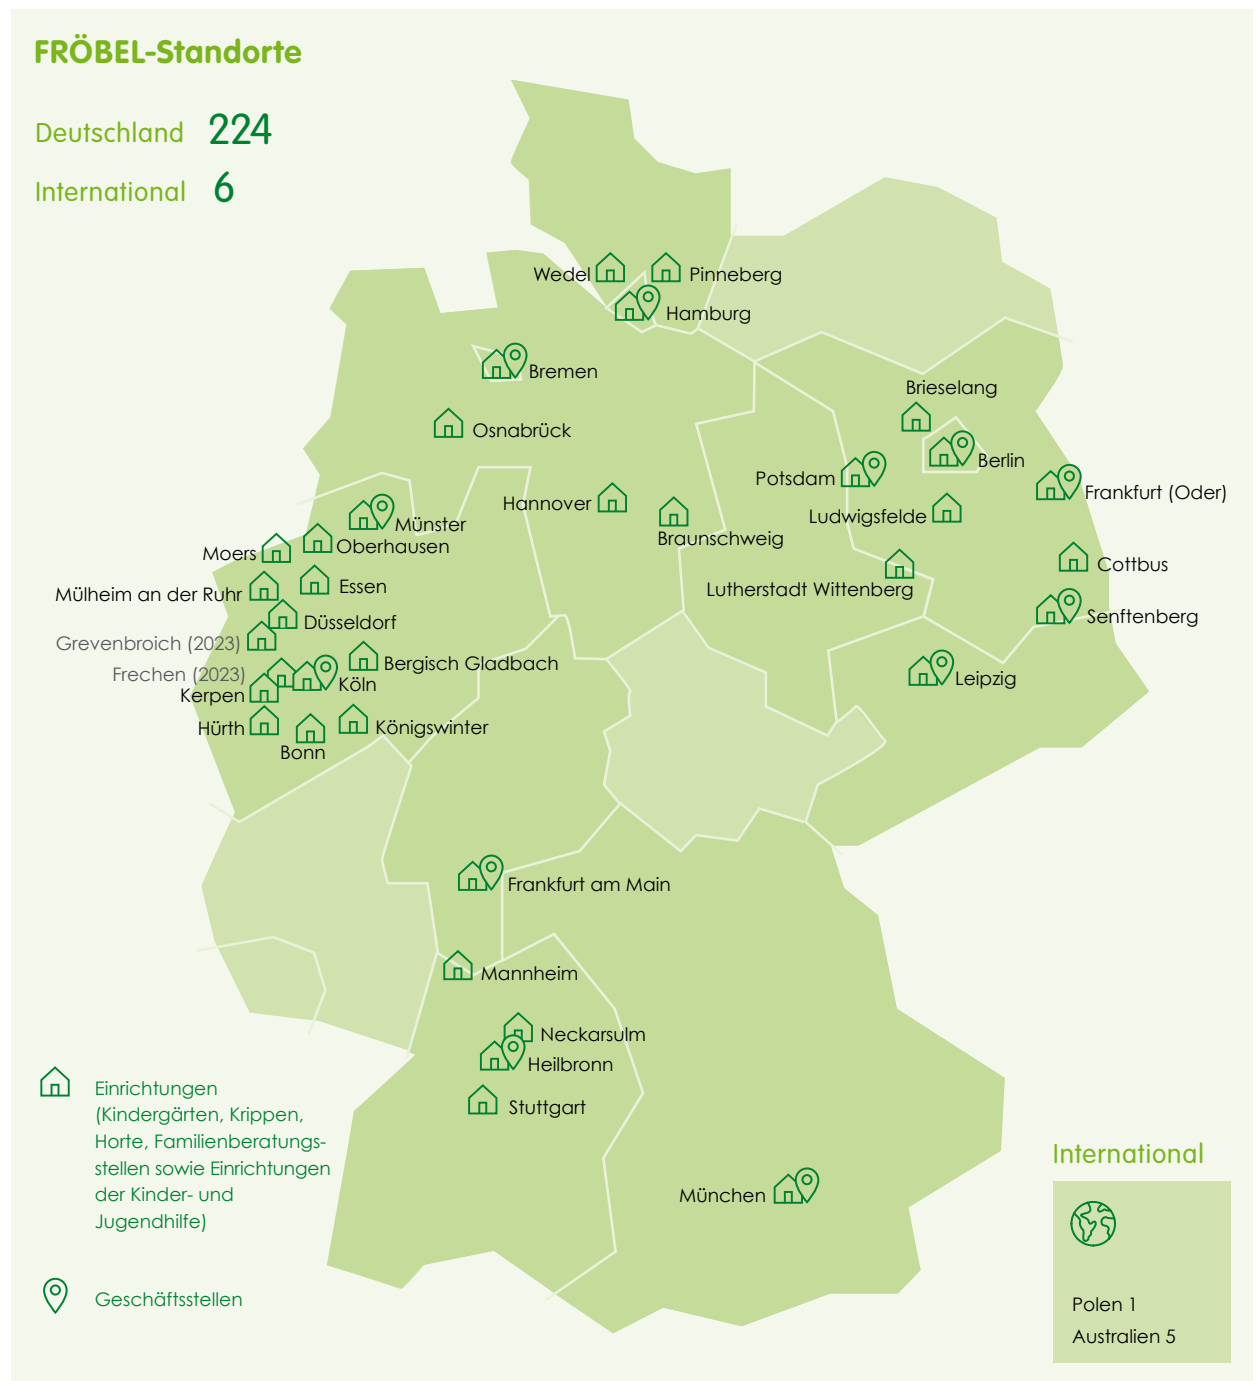 FRÖBEL-Standorte
Deutschland 224
International 6
Wedel
Pinneberg
Hamburg
Bremen
Osnabrück
Brieselang
Berlin
Potsdam
Frankfurt (Oder)
Hannover
Ludwigsfelde
Braunschweig
Münster
Oberhausen
Moers
Cottbus
Lutherstadt Wittenberg
Mülheim an der Ruhr
Essen
Senftenberg
Düsseldorf
Grevenbroich (2023)
Bergisch Gladbach
Frechen (2023)
Köln
Leipzig
Kerpen
Hürth
Königswinter
Bonn
Frankfurt am Main
Mannheim
Neckarsulm
Heilbronn
Stuttgart
München
Einrichtungen
(Kindergärten, Krippen,
Horte, Familienberatungs-
stellen sowie Einrichtungen
der Kinder- und
Jugendhilfe)
Geschäftsstellen
International
Polen 1
Australien 5